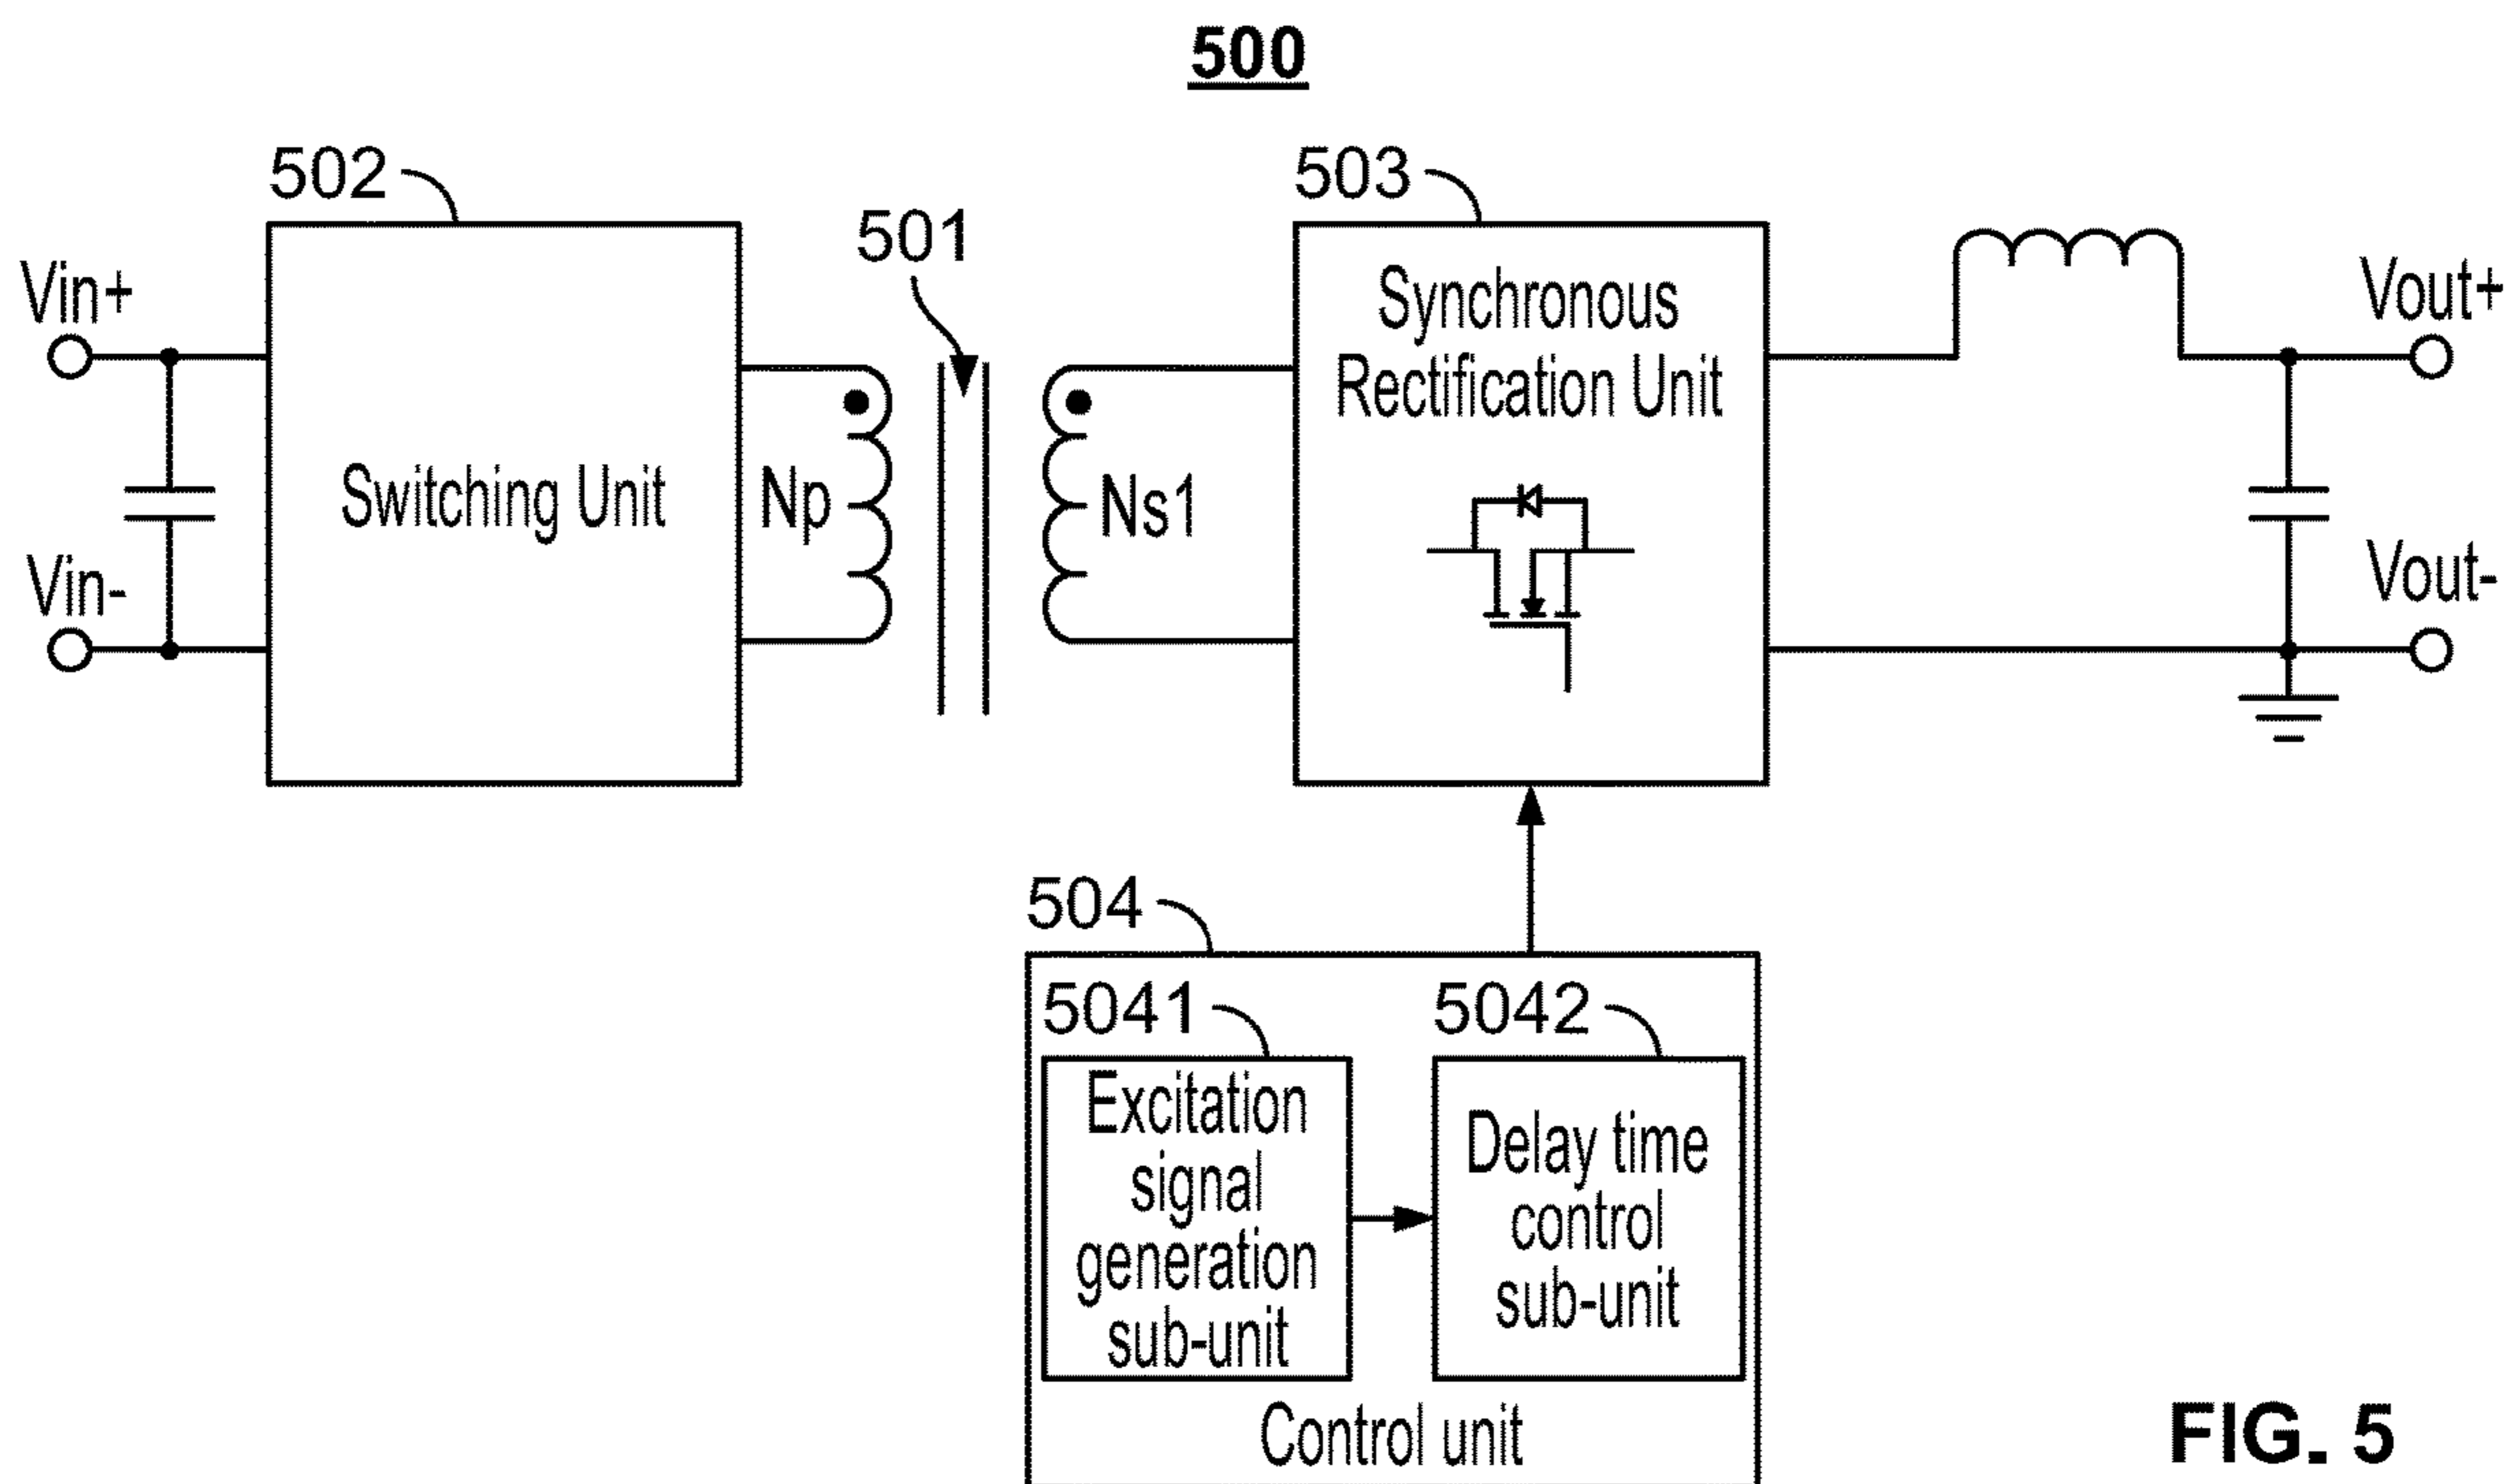 500
502
501
503
Vin+
Vin-
Switching Unit
Np
Ns1
Synchronous
Rectification Unit
Vout+
Vout-
504
5041
5042
Excitation
signal
generation
sub-unit
Delay time
control
sub-unit
Control unit
FIG. 5